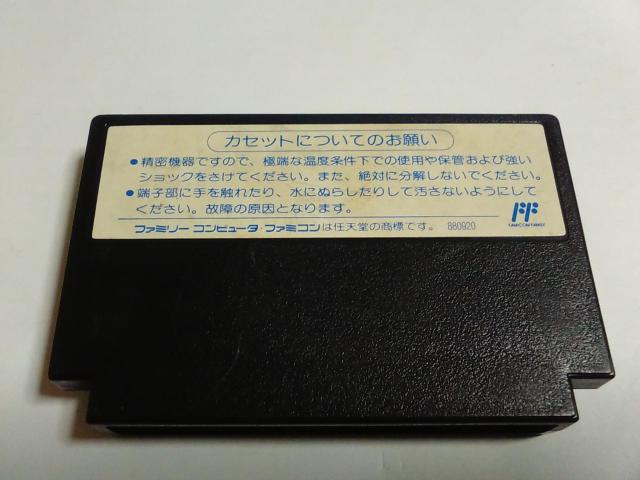 カセットについてのお願い
●精密機器ですので、極端な温度条件下での使用や保管および強い
ショックをさけてください。また、絶対に分解しないでください。
●端子部に手を触れたり、水にぬらしたりして汚さないようにして
ください。故障の原因となります。
FAMICOM FAMILY
ファミリー コンピュータ・ファミコンは任天堂の商標です。 880920